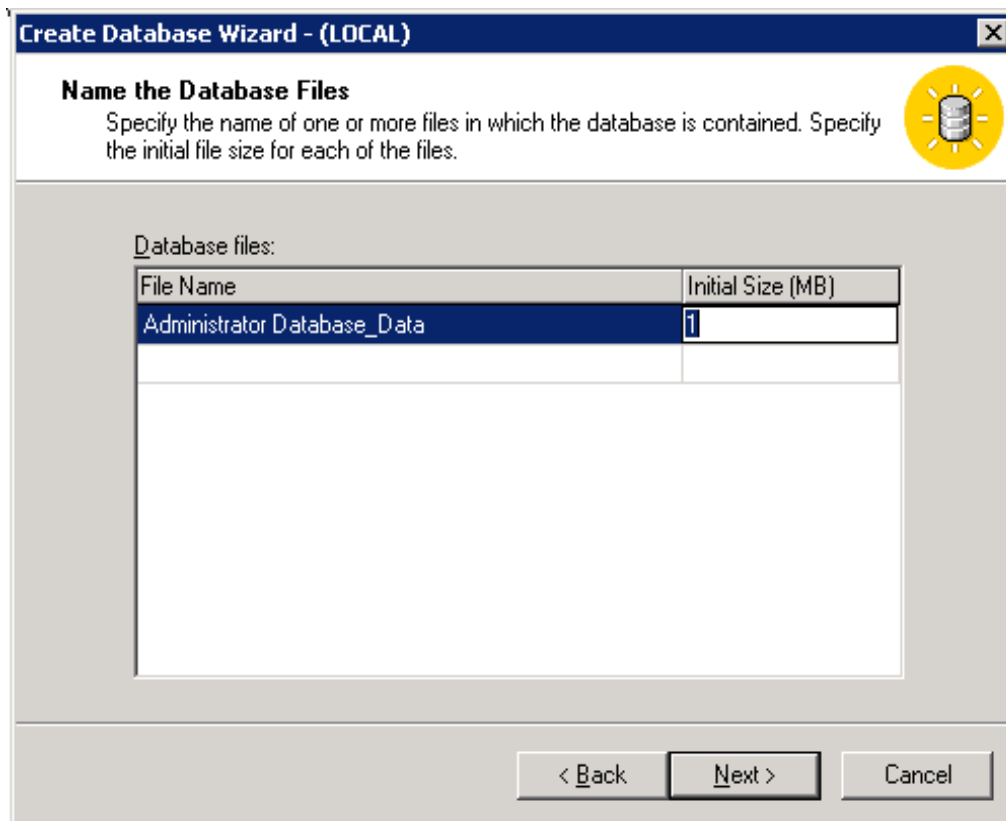 Create Database Wizard - (LOCAL)
Name the Database Files
Specify the name of one or more files in which the database is contained. Specify
the initial file size for each of the files.
Database files:
File Name Initial Size (MB)
Administrator Database_Data 1
< Back Next > Cancel